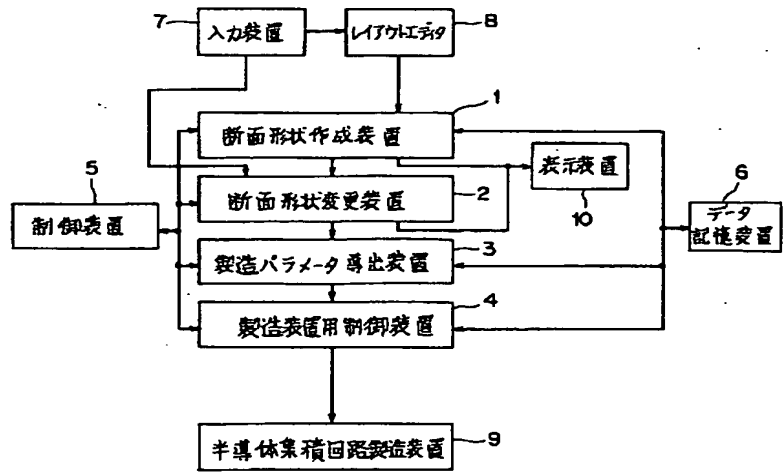 7
入力装置
レイアウトエディタ
8
1
断面形状作成装置
5
制御装置
2
断面形状変更装置
表示装置
10
6
データ
記憶装置
3
製造パラメータ導出装置
4
製造装置用制御装置
半導体集積回路製造装置
9